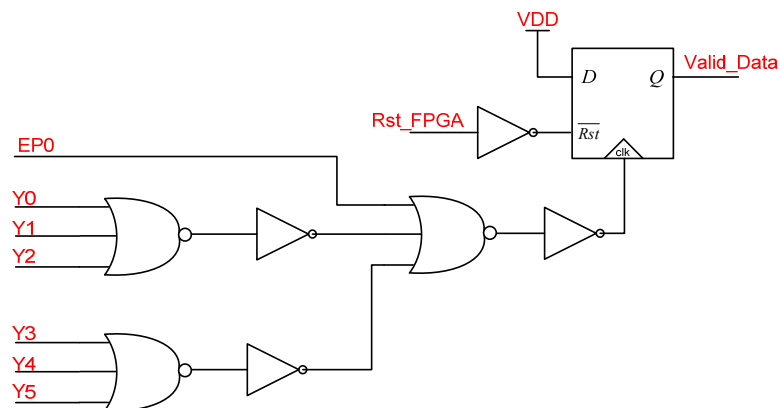 VDD
D
Q
Valid_Data
Rst_FPGA
Rst
clk
EP0
Y0
Y1
Y2
Y3
Y4
Y5